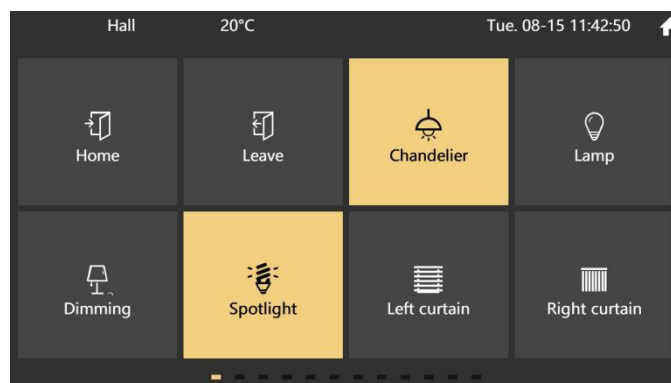 Hall 20°C Tue. 08-15 11:42:50
Home Leave Chandelier Lamp
Dimming Spotlight Left curtain Right curtain